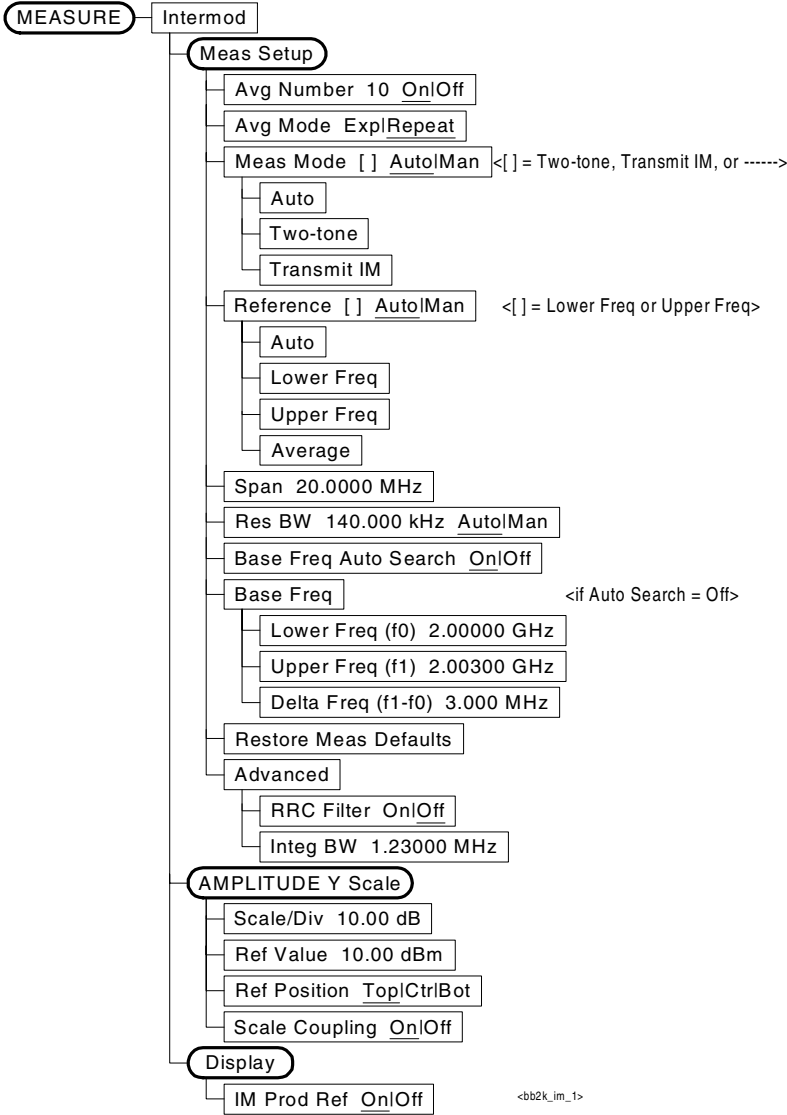 MEASURE Intermod
Meas Setup
Avg Number 10 On|Off
Avg Mode Exp|Repeat
Meas Mode [ ] Auto|Man <[ ] = Two-tone, Transmit IM, or ------>
Auto
Two-tone
Transmit IM
Reference [ ] Auto|Man <[ ] = Lower Freq or Upper Freq>
Auto
Lower Freq
Upper Freq
Average
Span 20.0000 MHz
Res BW 140.000 kHz Auto|Man
Base Freq Auto Search On|Off
Base Freq <if Auto Search = Off>
Lower Freq (f0) 2.00000 GHz
Upper Freq (f1) 2.00300 GHz
Delta Freq (f1-f0) 3.000 MHz
Restore Meas Defaults
Advanced
RRC Filter On|Off
Integ BW 1.23000 MHz
AMPLITUDE Y Scale
Scale/Div 10.00 dB
Ref Value 10.00 dBm
Ref Position Top|Ctr|Bot
Scale Coupling On|Off
Display
IM Prod Ref On|Off <bb2k_im_1>